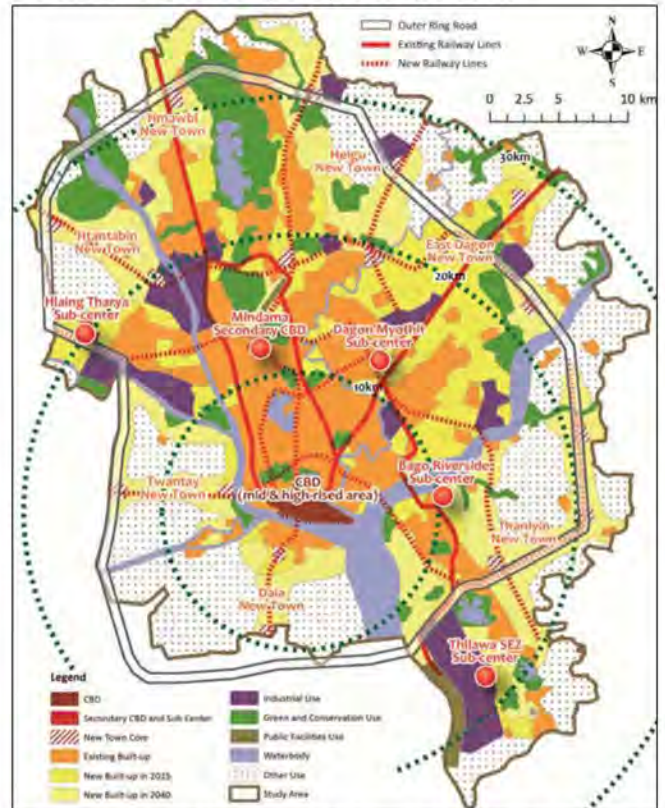 Outer Ring Road
Existing Railway Lines
New Railway Lines
N
W
E
S
0 2.5 5 10 km
30km
Hmawbi
New Town
Helgu
New Town
Htantabin
New Town
East Dagon
New Town
20km
Hlaing Tharya
Sub-center
Mindama
Secondary CBD
Dagon Myothit
Sub-center
10km
CBD
(mid & high-rised area)
Bago Riverside
Sub-center
Twantay
New Town
Thanlyin
New Town
Dala
New Town
Thilawa SEZ
Sub-center
Legend
CBD
Secondary CBD and Sub Center
New Town Core
Existing Built-up
New Built-up in 2025
New Built-up in 2040
Industrial Use
Green and Conservation Use
Public Facilities Use
Waterbody
Other Use
Study Area